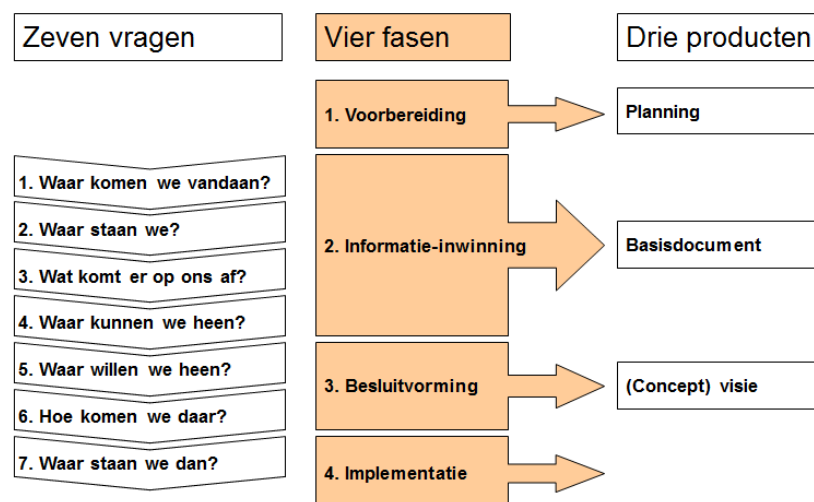 Zeven vragen
Vier fasen
Drie producten
1. Voorbereiding
Planning
1. Waar komen we vandaan?
2. Waar staan we?
3. Wat komt er op ons af?
4. Waar kunnen we heen?
2. Informatie-inwinning
Basisdocument
5. Waar willen we heen?
6. Hoe komen we daar?
3. Besluitvorming
(Concept) visie
7. Waar staan we dan?
4. Implementatie